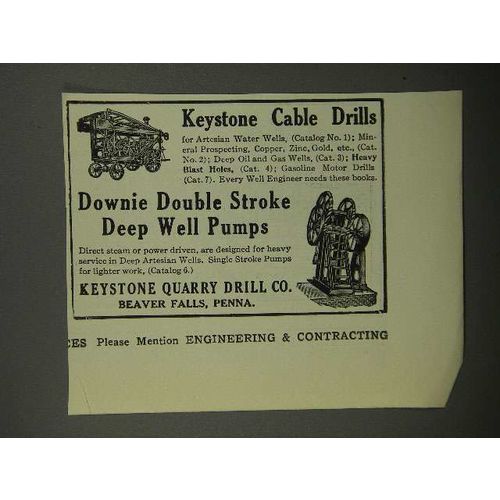 Keystone Cable Drills
for Artesian Water Wells, (Catalog No. 1); Min-
eral Prospecting, Copper, Zinc, Gold, etc., (Cat.
No. 2); Deep Oil and Gas Wells, (Cat. 3); Heavy
Blast Holes, (Cat. 4); Gasoline Motor Drills
(Cat. 7). Every Well Engineer needs these books.
Downie Double Stroke
Deep Well Pumps
Direct steam or power driven, are designed for heavy
service in Deep Artesian Wells. Single Stroke Pumps
for lighter work, (Catalog 6.)
KEYSTONE QUARRY DRILL CO.
BEAVER FALLS, PENNA.
CES Please Mention ENGINEERING & CONTRACTING